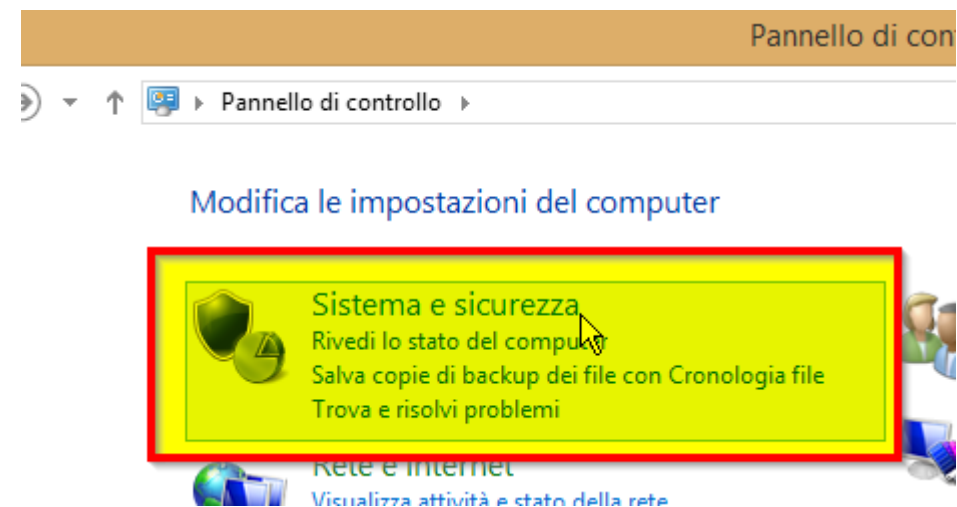 Pannello di con
Pannello di controllo
Modifica le impostazioni del computer
Sistema e sicurezza
Rivedi lo stato del computer
Salva copie di backup dei file con Cronologia file
Trova e risolvi problemi
Rete e Internet
Visualizza attività e stato della rete